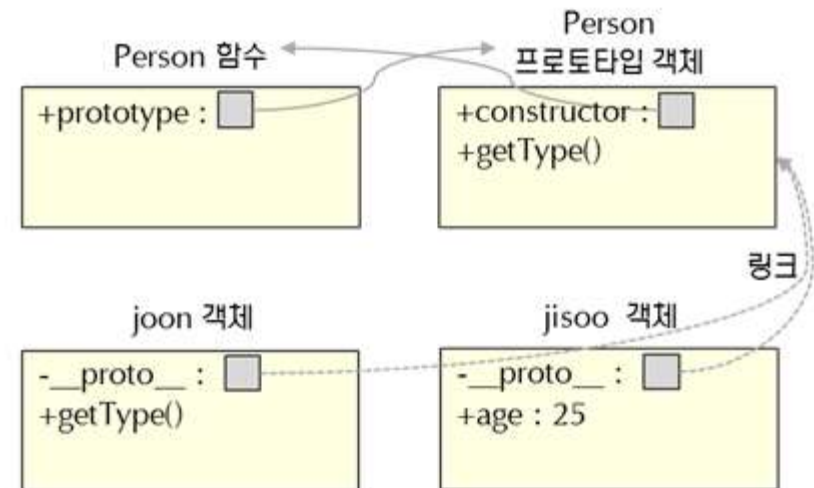 Person 함수
Person
프로토타입 객체
+prototype :
+constructor :
+getType()
링크
joon 객체
jisoo 객체
-__proto__ :
+getType()
-__proto__ :
+age : 25